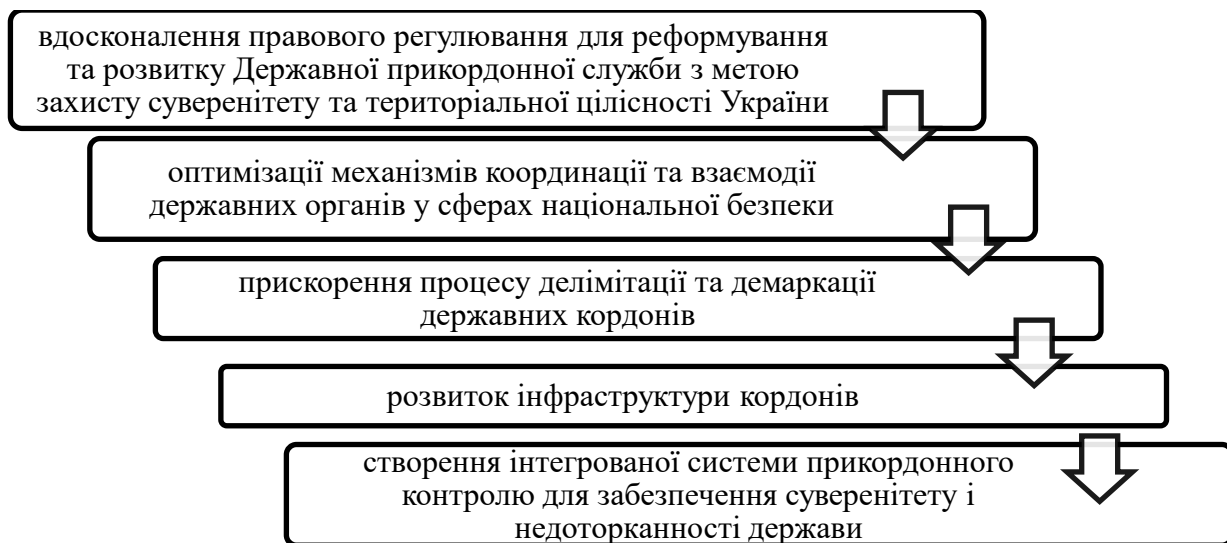 вдосконалення правового регулювання для реформування
та розвитку Державної прикордонної служби з метою
захисту суверенітету та територіальної цілісності України
оптимізації механізмів координації та взаємодії
державних органів у сферах національної безпеки
прискорення процесу делімітації та демаркації
державних кордонів
розвиток інфраструктури кордонів
створення інтегрованої системи прикордонного
контролю для забезпечення суверенітету і
недоторканності держави